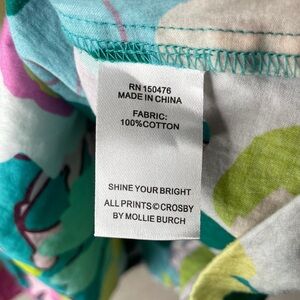 RN 150476
MADE IN CHINA
FABRIC:
100%COTTON
SHINE YOUR BRIGHT
ALL PRINTS©CROSBY
BY MOLLIE BURCH